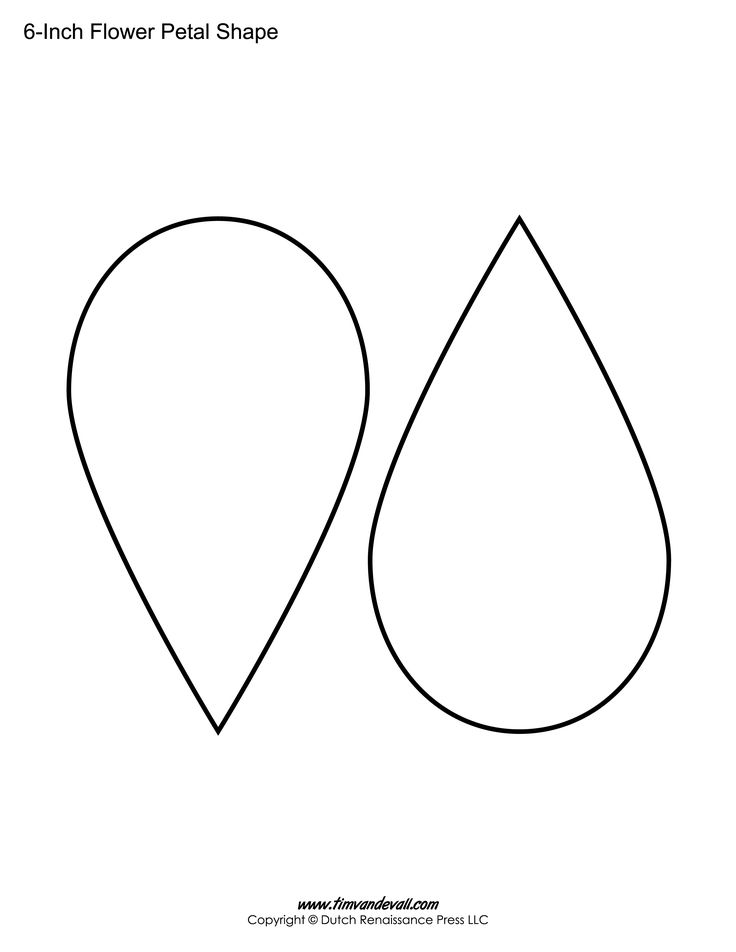 6-Inch Flower Petal Shape
www.timvandevall.com
Copyright © Dutch Renaissance Press LLC